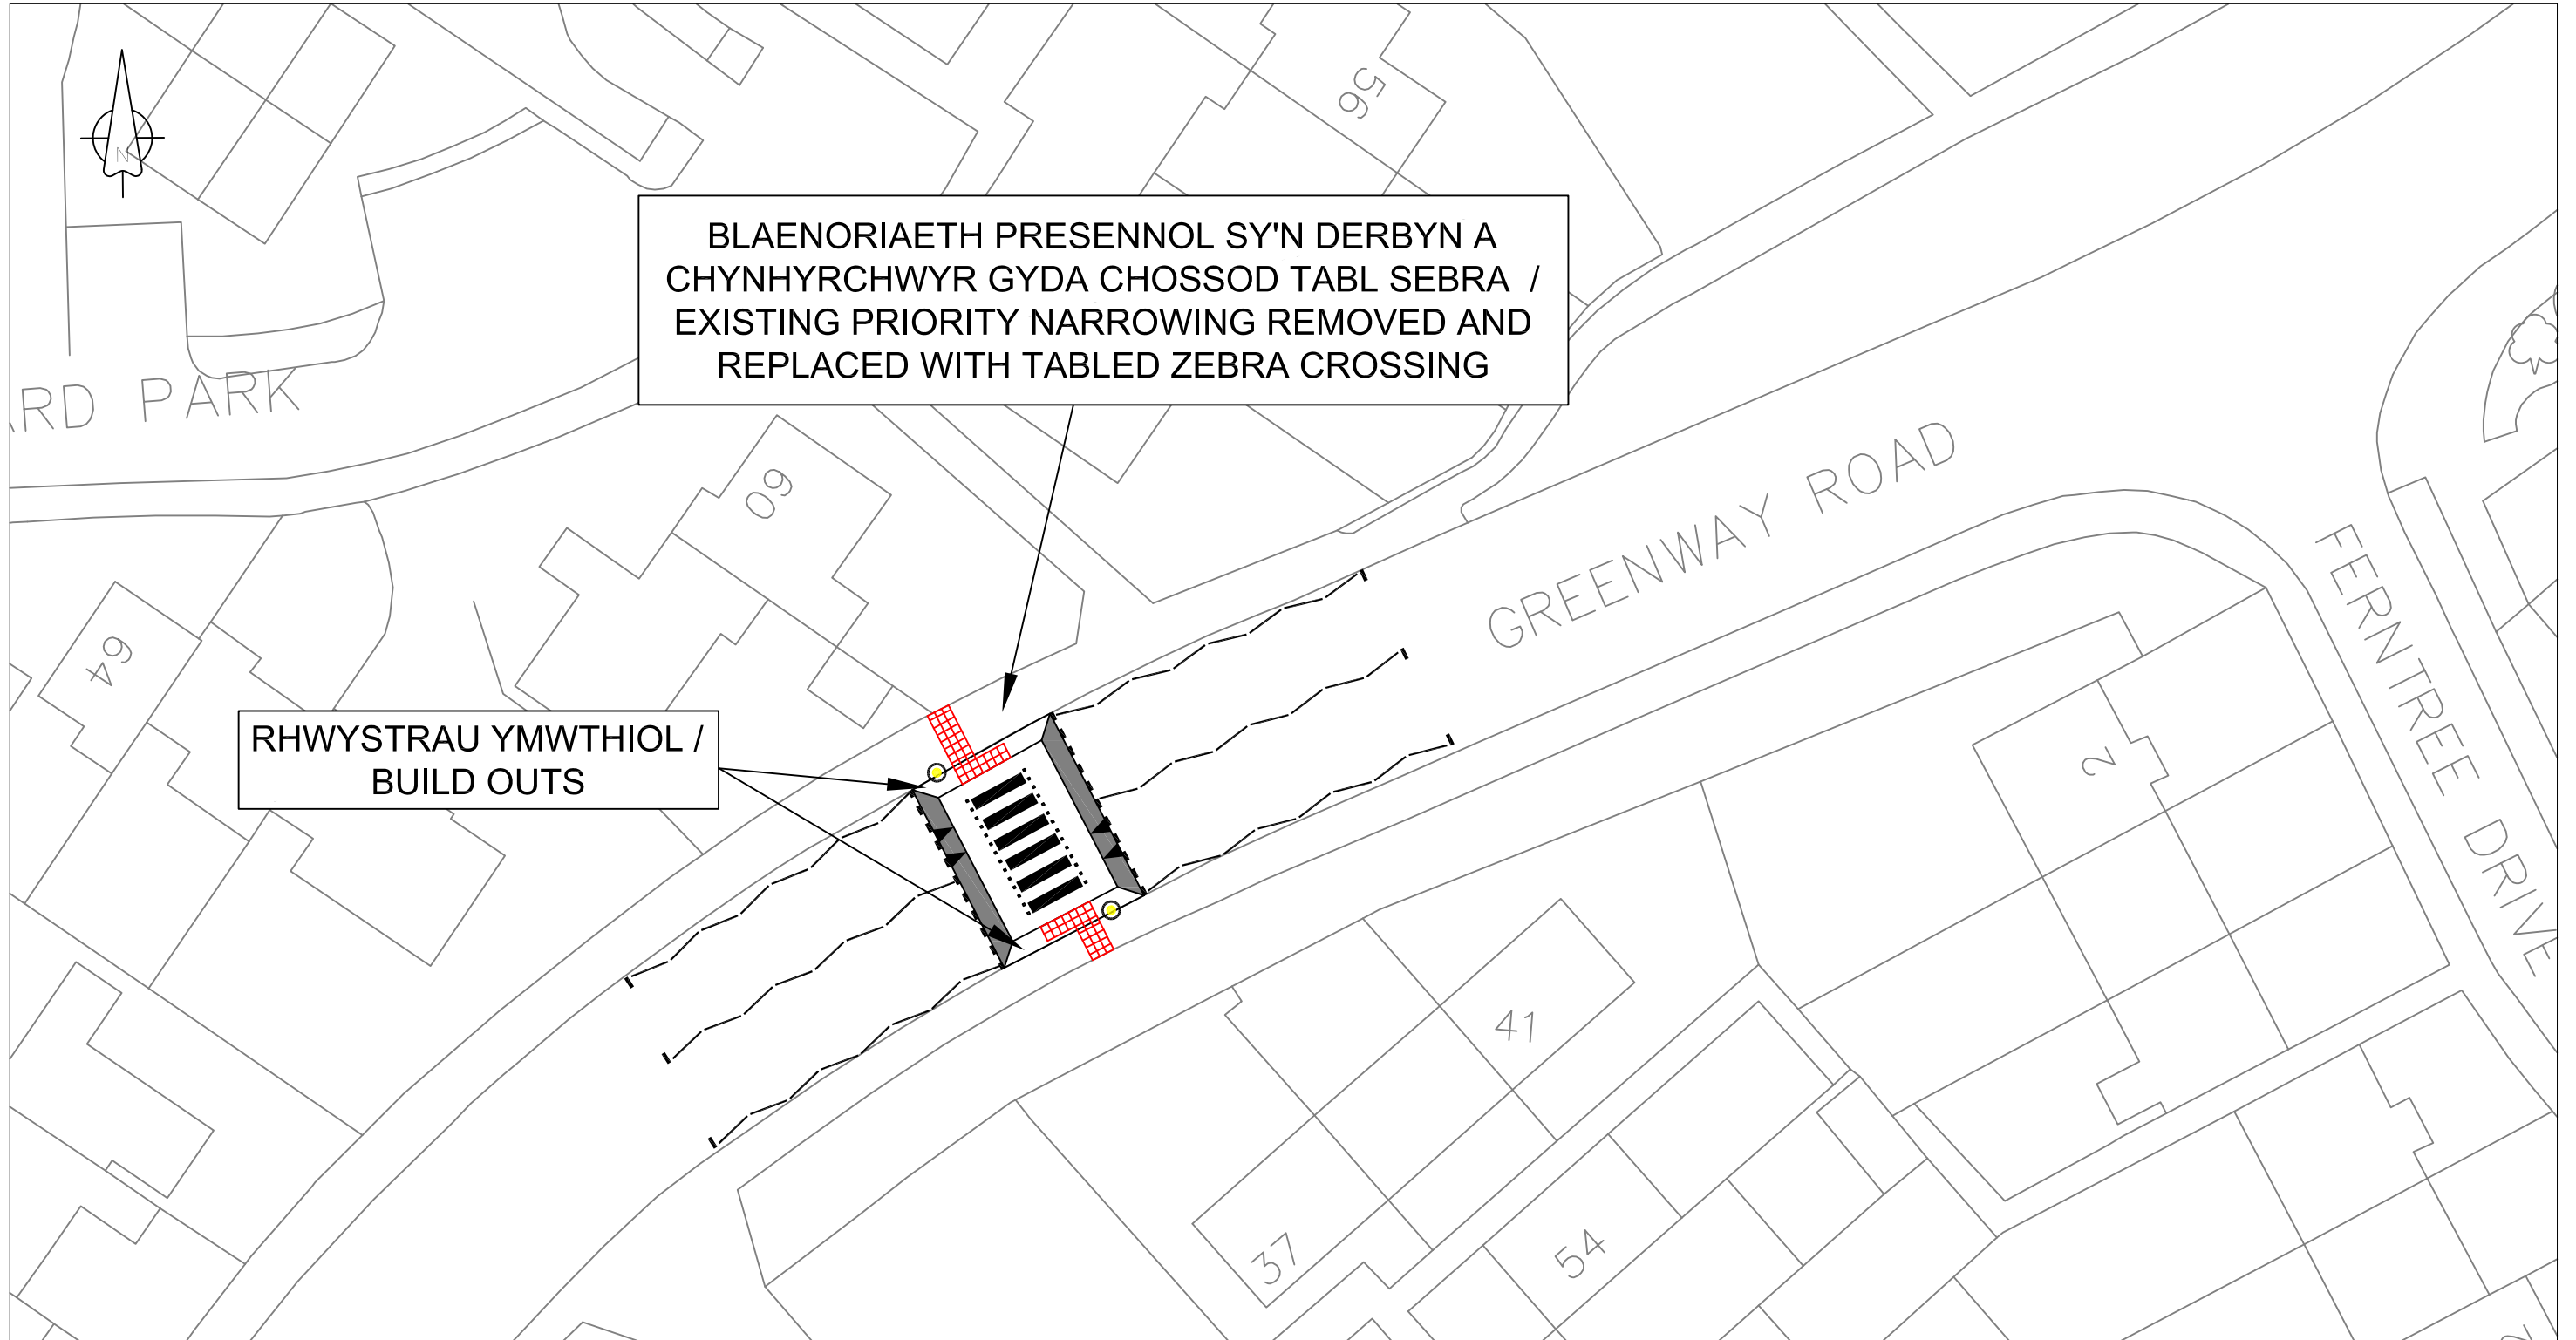 N
56
BLAENORIAETH PRESENNOL SY'N DERBYN A
CHYNHYRCHWYR GYDA CHOSSOD TABL SEBRA /
EXISTING PRIORITY NARROWING REMOVED AND
REPLACED WITH TABLED ZEBRA CROSSING
RD PARK
GREENWAY ROAD
60
FERNTREE DRIVE
64
RHWYSTRAU YMWTHIOL /
BUILD OUTS
2
41
37
54